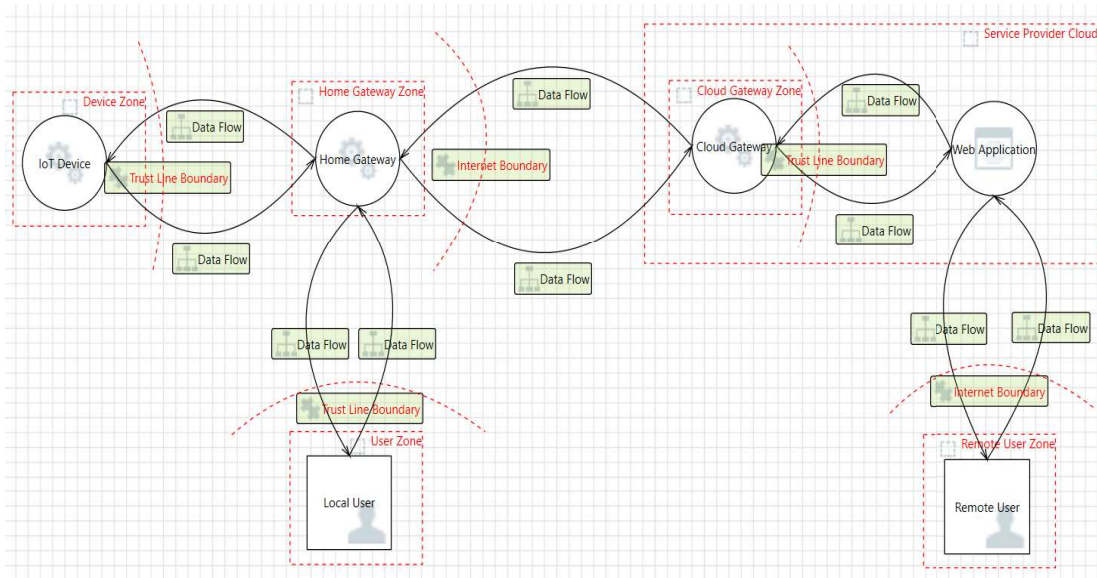 Service Provider Cloud
Device Zone
Home Gateway Zone
Cloud Gateway Zone
Data Flow
Data Flow
Data Flow
IoT Device
Home Gateway
Cloud Gateway
Web Application
Trust Line Boundary
Internet Boundary
Trust Line Boundary
Data Flow
Data Flow
Data Flow
Data Flow
Data Flow
Data Flow
Data Flow
Trust Line Boundary
Internet Boundary
User Zone
Remote User Zone
Local User
Remote User